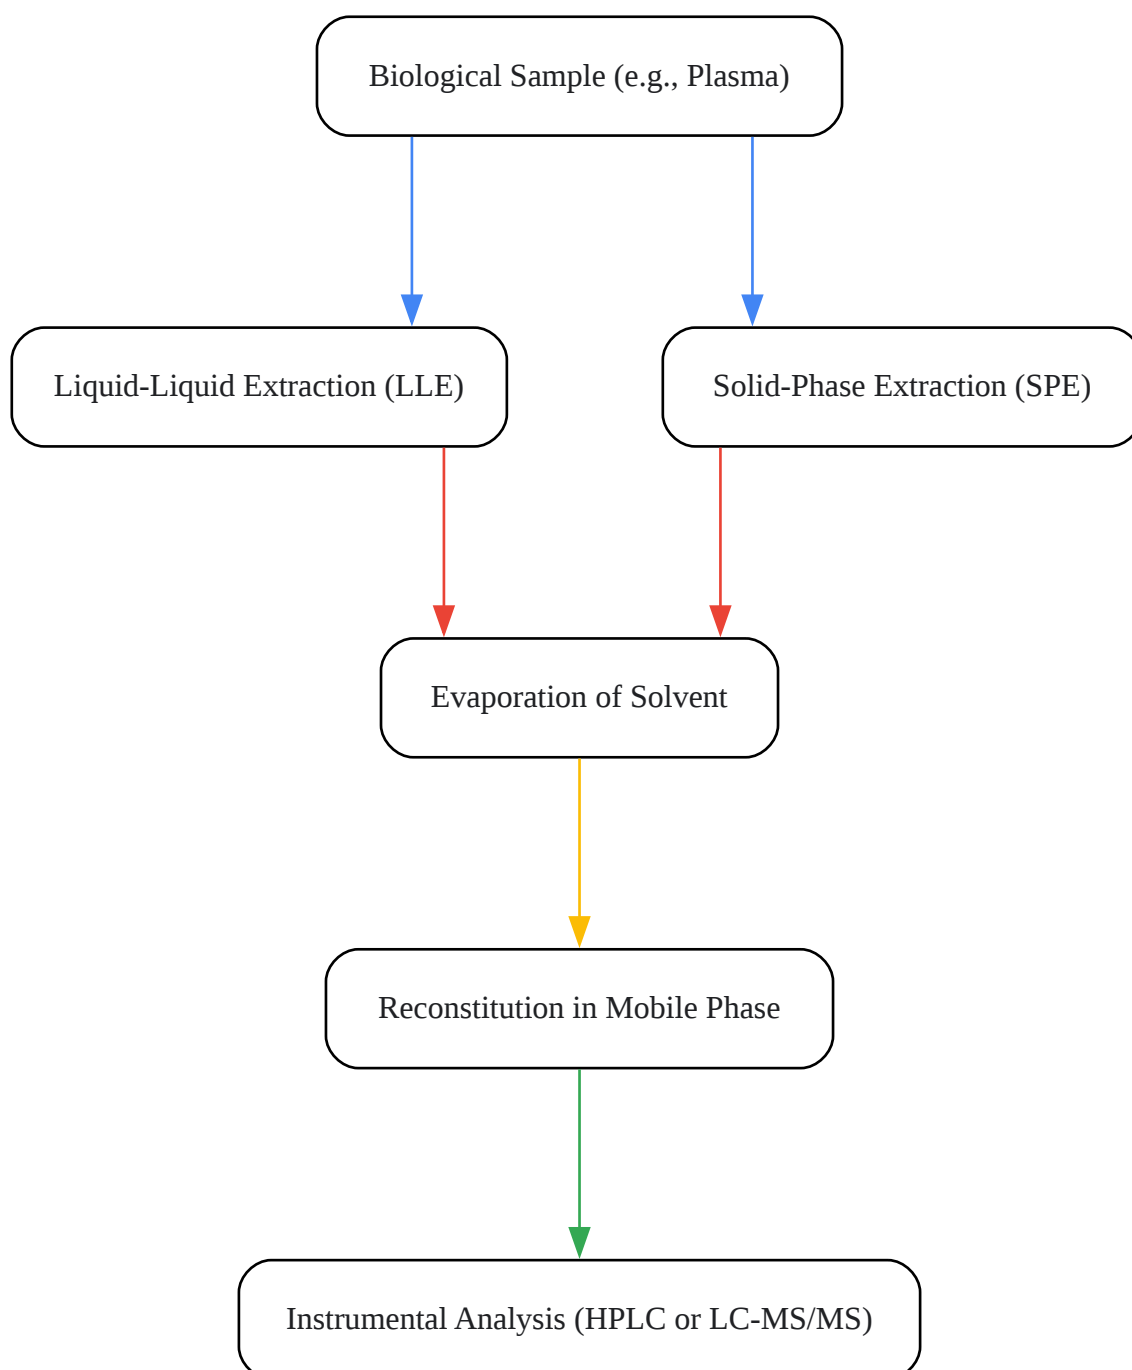 Biological Sample (e.g., Plasma)
Liquid-Liquid Extraction (LLE)
Solid-Phase Extraction (SPE)
Evaporation of Solvent
Reconstitution in Mobile Phase
Instrumental Analysis (HPLC or LC-MS/MS)